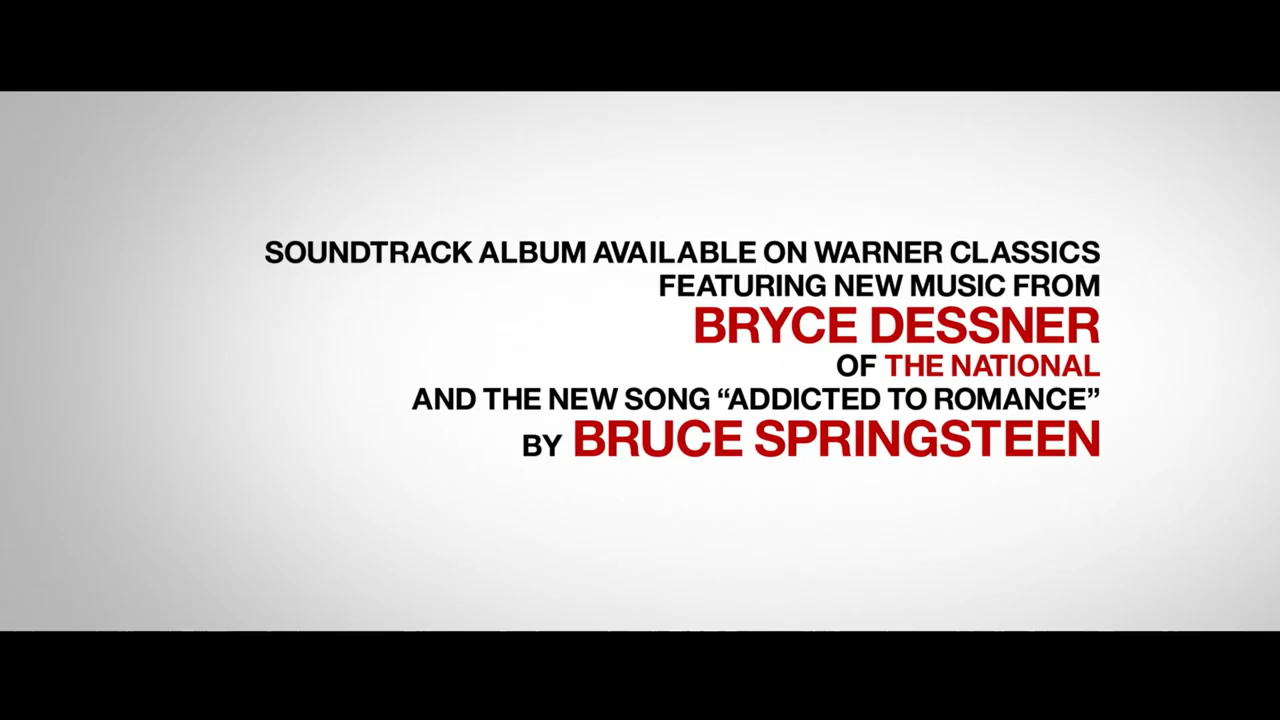 SOUNDTRACK ALBUM AVAILABLE ON WARNER CLASSICS
FEATURING NEW MUSIC FROM
BRYCE DESSNER
OF THE NATIONAL
AND THE NEW SONG “ADDICTED TO ROMANCE”
BY BRUCE SPRINGSTEEN